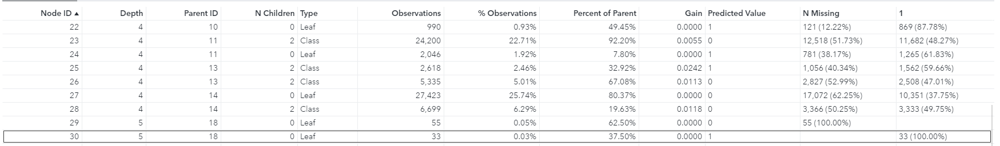 Node ID ▲ Depth Parent ID N Children Type Observations % Observations Percent of Parent Gain Predicted Value N Missing 1
22 4 10 0 Leaf 990 0.93% 49.45% 0.0000 1 121 (12.22%) 869 (87.78%)
23 4 11 2 Class 24,200 22.71% 92.20% 0.0055 0 12,518 (51.73%) 11,682 (48.27%)
24 4 11 0 Leaf 2,046 1.92% 7.80% 0.0000 1 781 (38.17%) 1,265 (61.83%)
25 4 13 2 Class 2,618 2.46% 32.92% 0.0242 1 1,056 (40.34%) 1,562 (59.66%)
26 4 13 2 Class 5,335 5.01% 67.08% 0.0113 0 2,827 (52.99%) 2,508 (47.01%)
27 4 14 0 Leaf 27,423 25.74% 80.37% 0.0000 0 17,072 (62.25%) 10,351 (37.75%)
28 4 14 2 Class 6,699 6.29% 19.63% 0.0118 0 3,366 (50.25%) 3,333 (49.75%)
29 5 18 0 Leaf 55 0.05% 62.50% 0.0000 0 55 (100.00%)
30 5 18 0 Leaf 33 0.03% 37.50% 0.0000 1 33 (100.00%)